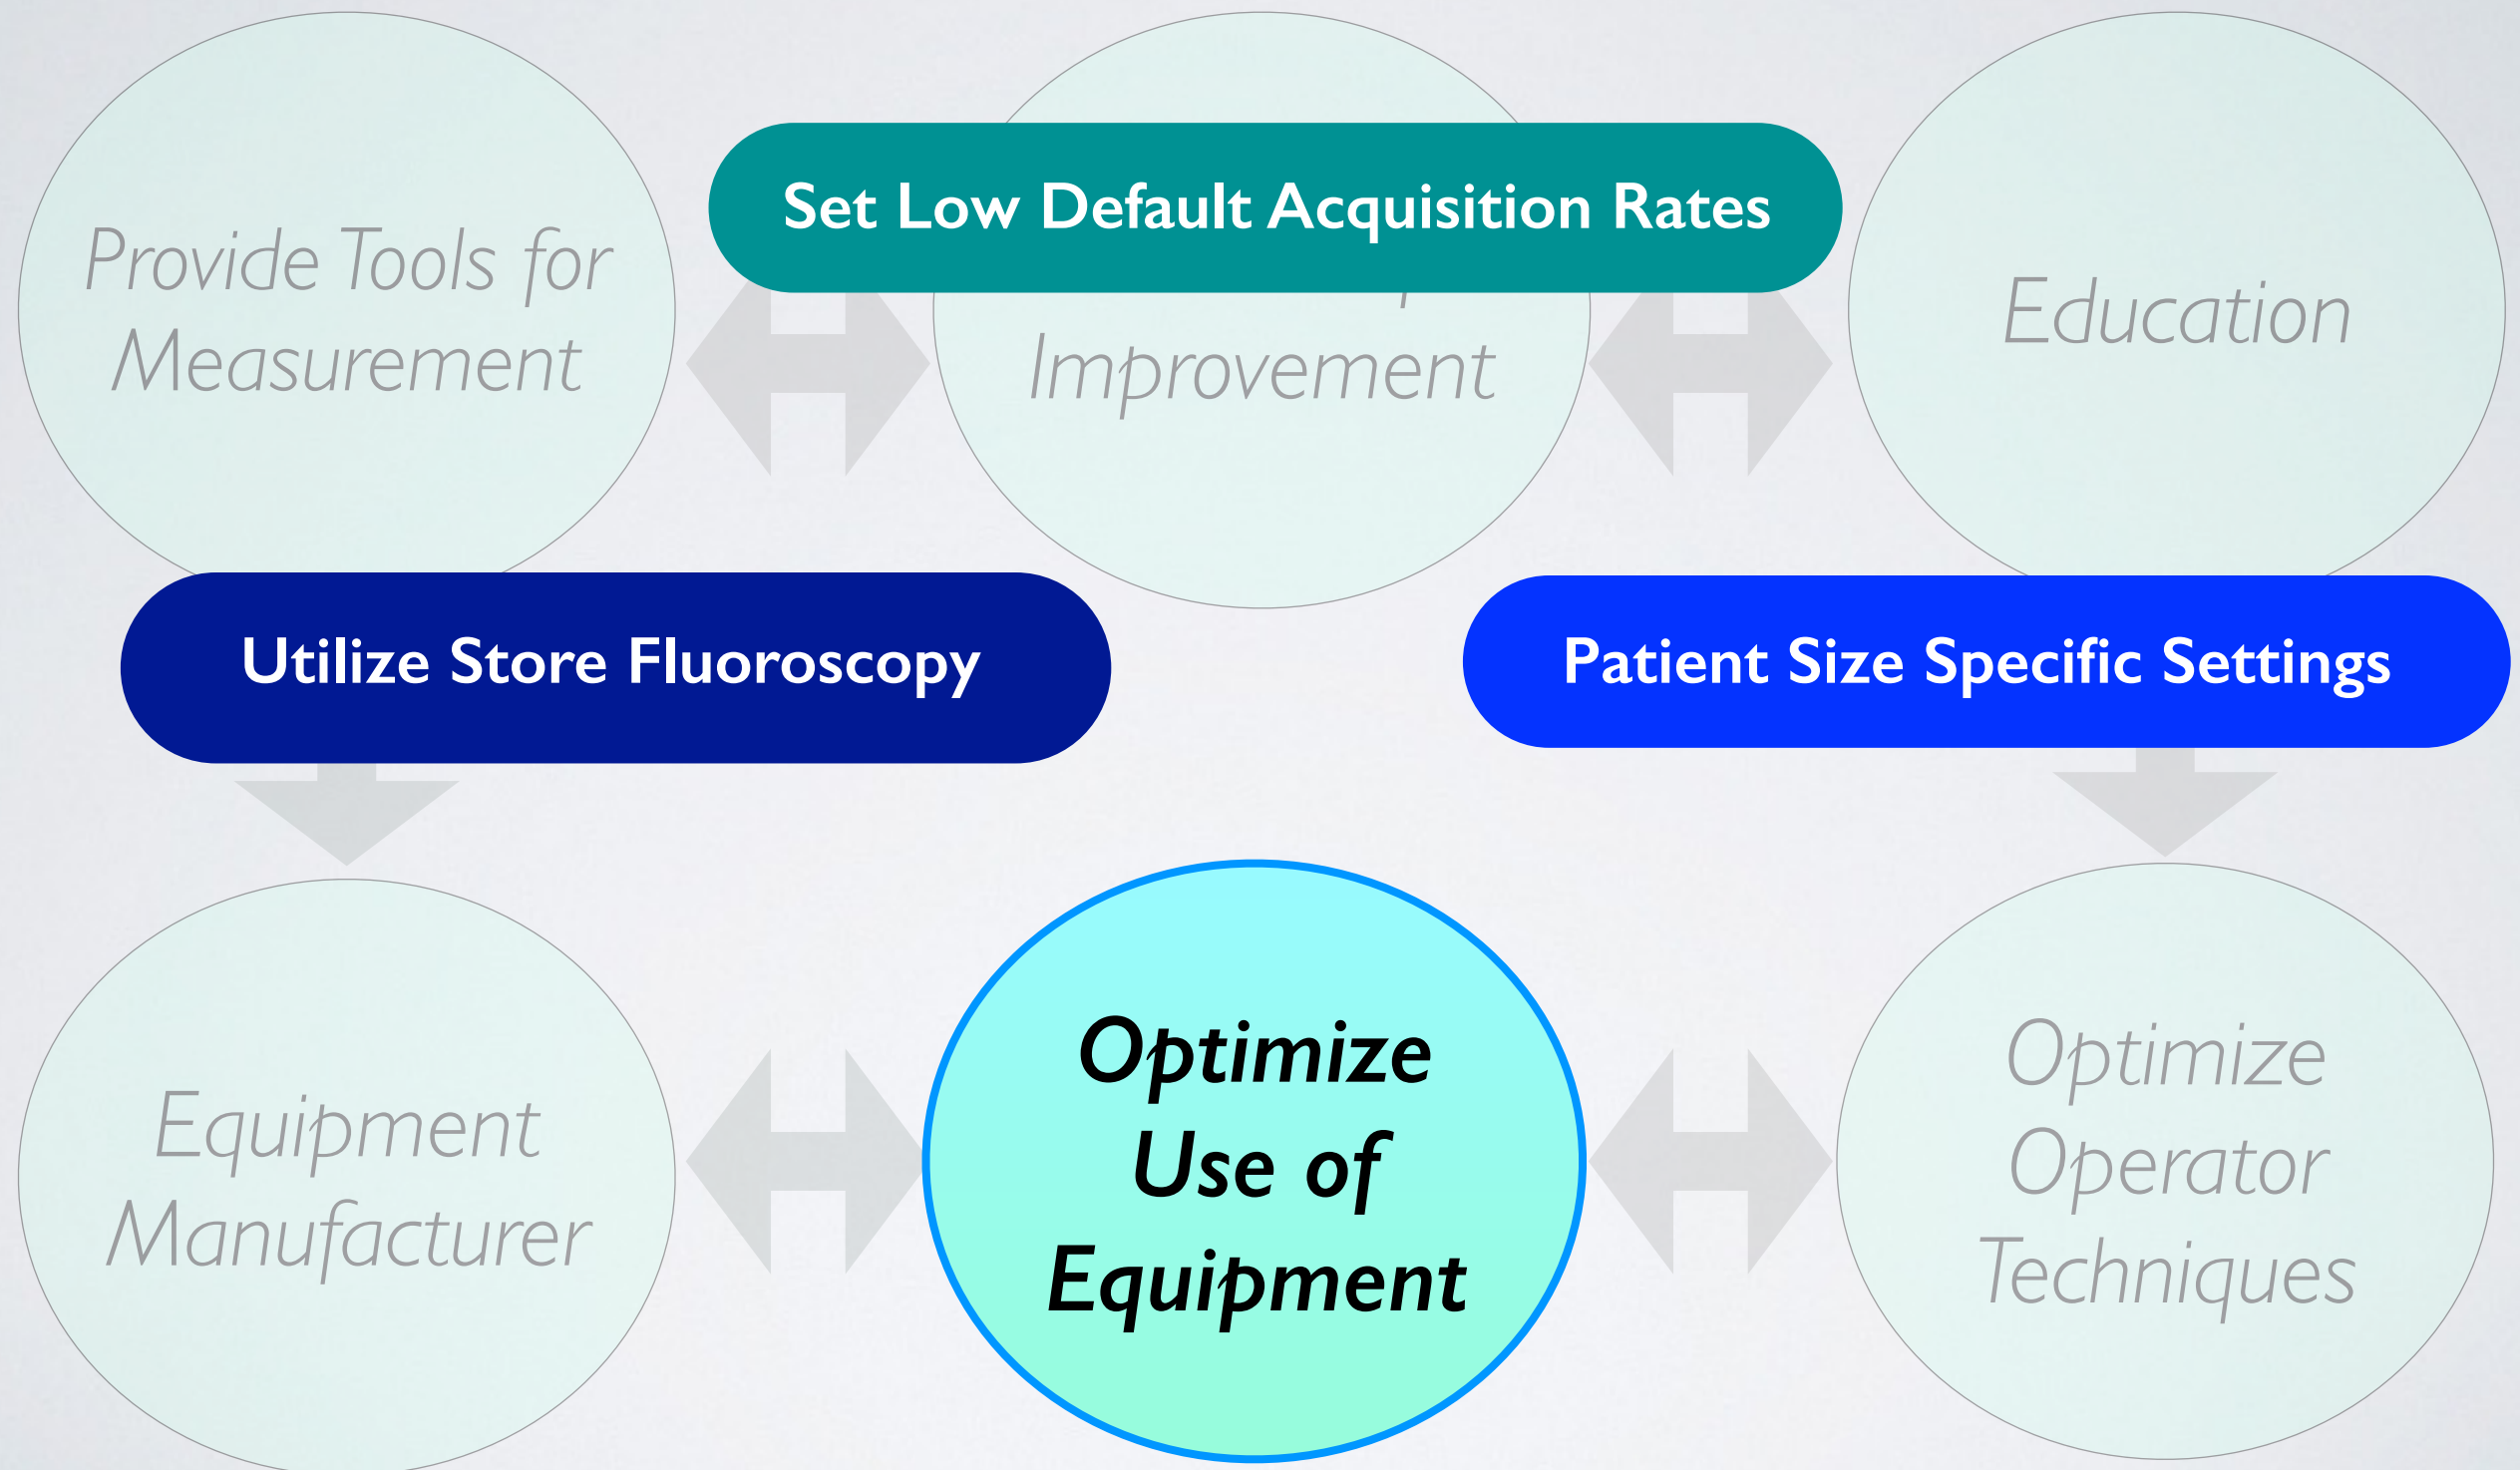 Set Low Default Acquisition Rates
Provide Tools for
Measurement
Improvement
Education
Utilize Store Fluoroscopy
Patient Size Specific Settings
Equipment
Manufacturer
Optimize
Use of
Equipment
Optimize
Operator
Techniques